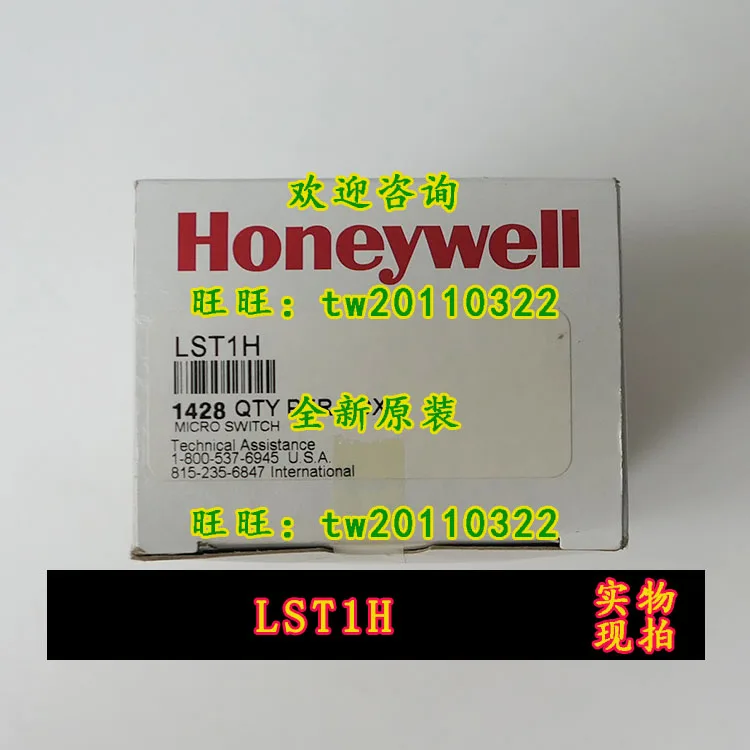 欢迎咨询
Honeywell
旺旺：tw20110322
LST1H
1428 QTY
全新原装
MICRO SWITCH
Technical Assistance
1-800-537-6945 U.S.A.
815-235-6847 International
旺旺：tw20110322
LST1H
实物
现拍